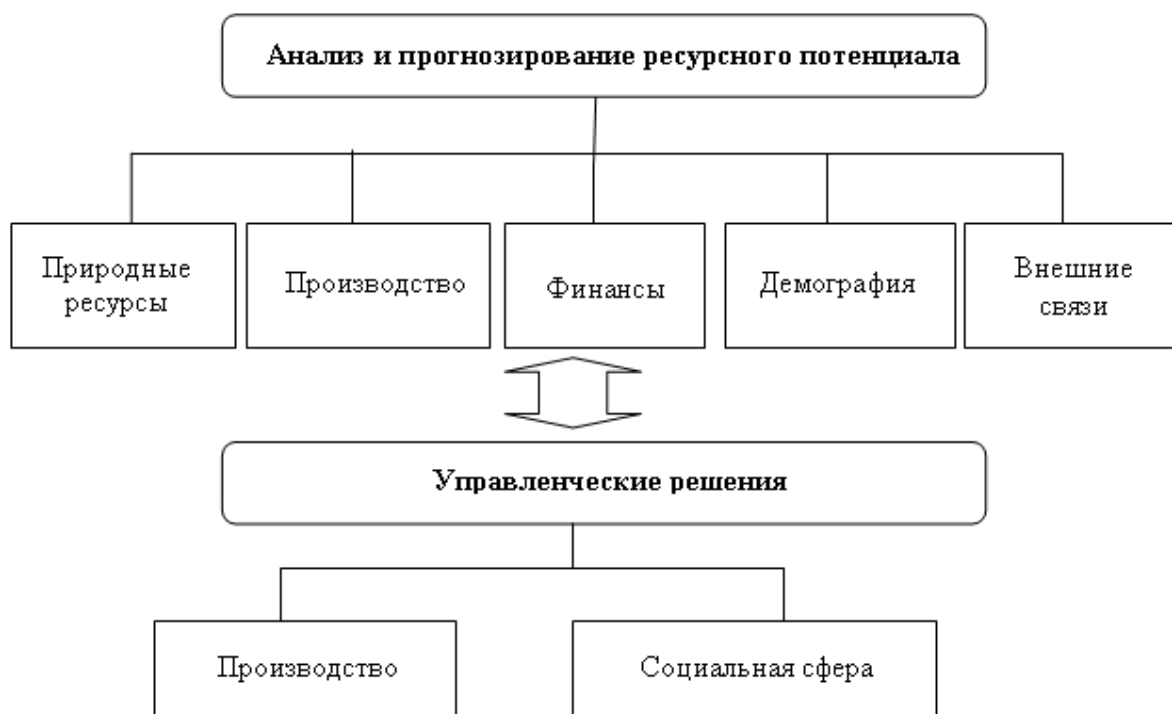 Анализ и прогнозирование ресурсного потенциала
Природные
ресурсы
Производство
Финансы
Демография
Внешние
связи
Управленческие решения
Производство
Социальная сфера